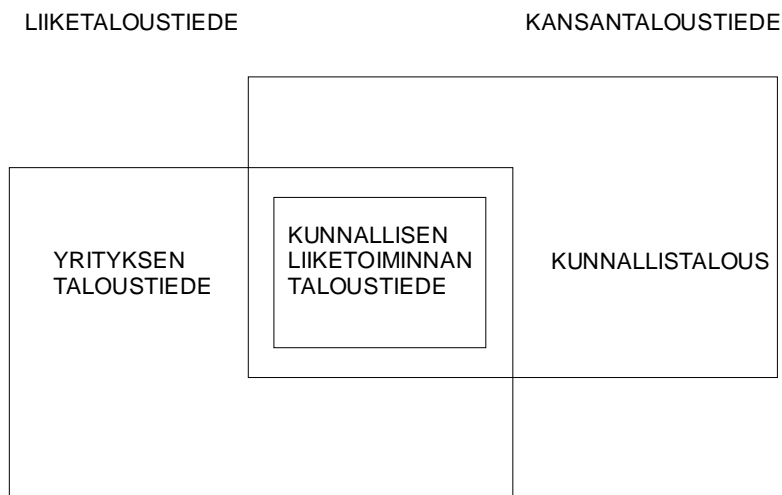 LIIKETALOUSTIEDE
KANSANTALOUSTIEDE
YRITYKSEN
TALOUSTIEDE
KUNNALLISEN
LIIKETOIMINNAN
TALOUSTIEDE
KUNNALLISTALOUS